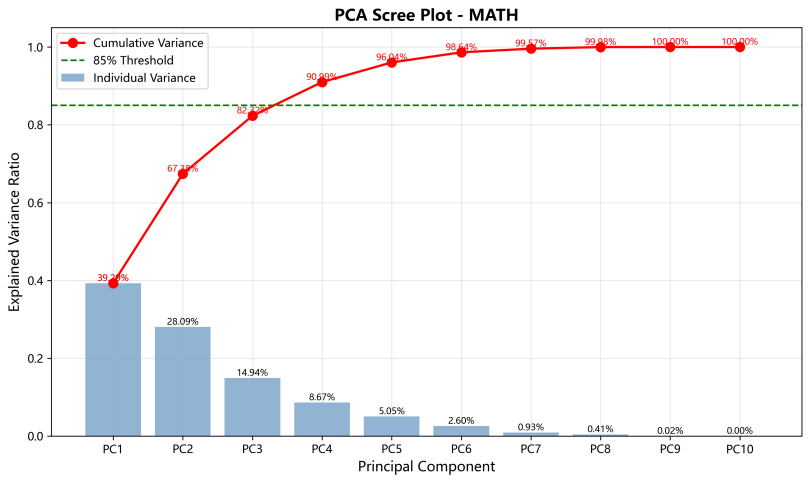 PCA Scree Plot - MATH
Cumulative Variance
85% Threshold
Individual Variance
Explained Variance Ratio
1.0
0.8
0.6
0.4
0.2
0.0
90.99%
96.04%
98.64%
99.57%
99.98%
100.00%
100.00%
28.09%
14.94%
8.67%
5.05%
2.60%
0.93%
0.41%
0.02%
0.00%
PC1
PC2
PC3
PC4
PC5
PC6
PC7
PC8
PC9
PC10
Principal Component